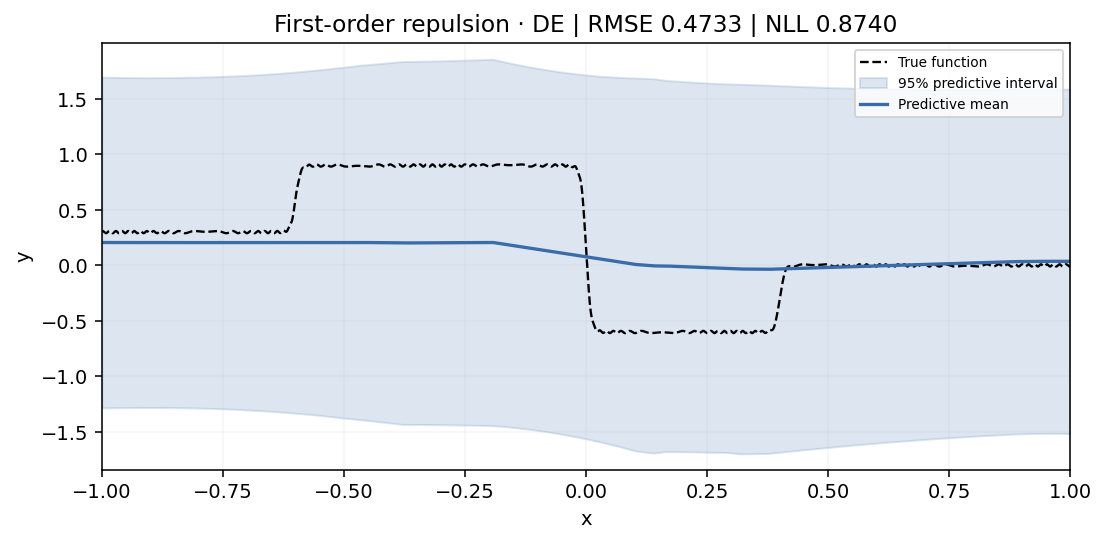 First-order repulsion · DE | RMSE 0.4733 | NLL 0.8740
True function
95% predictive interval
Predictive mean
y
1.5
1.0
0.5
0.0
−0.5
−1.0
−1.5
−1.00 −0.75 −0.50 −0.25 0.00 0.25 0.50 0.75 1.00
x